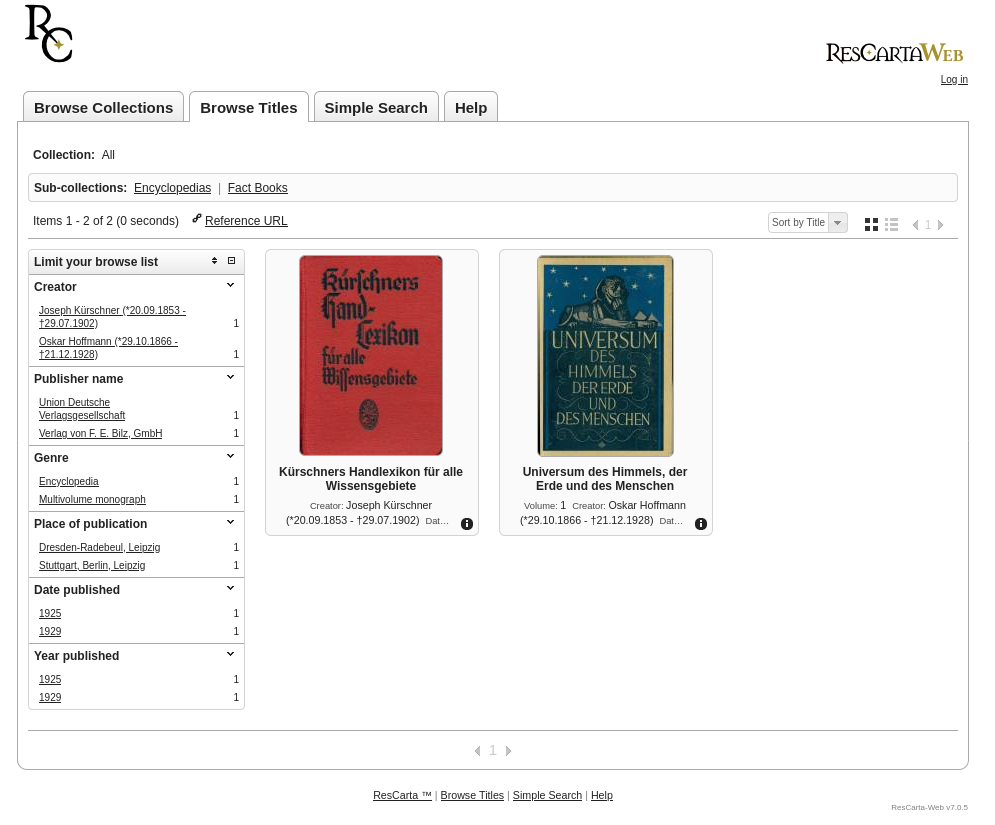 RC
RESCARTAWEB
Log in
Browse Collections
Browse Titles
Simple Search
Help
Collection: All
Sub-collections: Encyclopedias | Fact Books
Items 1 - 2 of 2 (0 seconds) Reference URL
Sort by Title
1
Limit your browse list
Creator
Joseph Kürschner (*20.09.1853 -
†29.07.1902) 1
Oskar Hoffmann (*29.10.1866 -
†21.12.1928) 1
Publisher name
Union Deutsche
Verlagsgesellschaft 1
Verlag von F. E. Bilz, GmbH 1
Genre
Encyclopedia 1
Multivolume monograph 1
Place of publication
Dresden-Radebeul, Leipzig 1
Stuttgart, Berlin, Leipzig 1
Date published
1925 1
1929 1
Year published
1925 1
1929 1
Kürschners
Hand-
Lexikon
für alle
Wissensgebiete
Kürschners Handlexikon für alle
Wissensgebiete
Creator: Joseph Kürschner
(*20.09.1853 - †29.07.1902) Dat…
UNIVERSUM
DES
HIMMELS
DER ERDE
UND
DES MENSCHEN
Universum des Himmels, der
Erde und des Menschen
Volume: 1 Creator: Oskar Hoffmann
(*29.10.1866 - †21.12.1928) Dat…
1
ResCarta ™ | Browse Titles | Simple Search | Help
ResCarta-Web v7.0.5